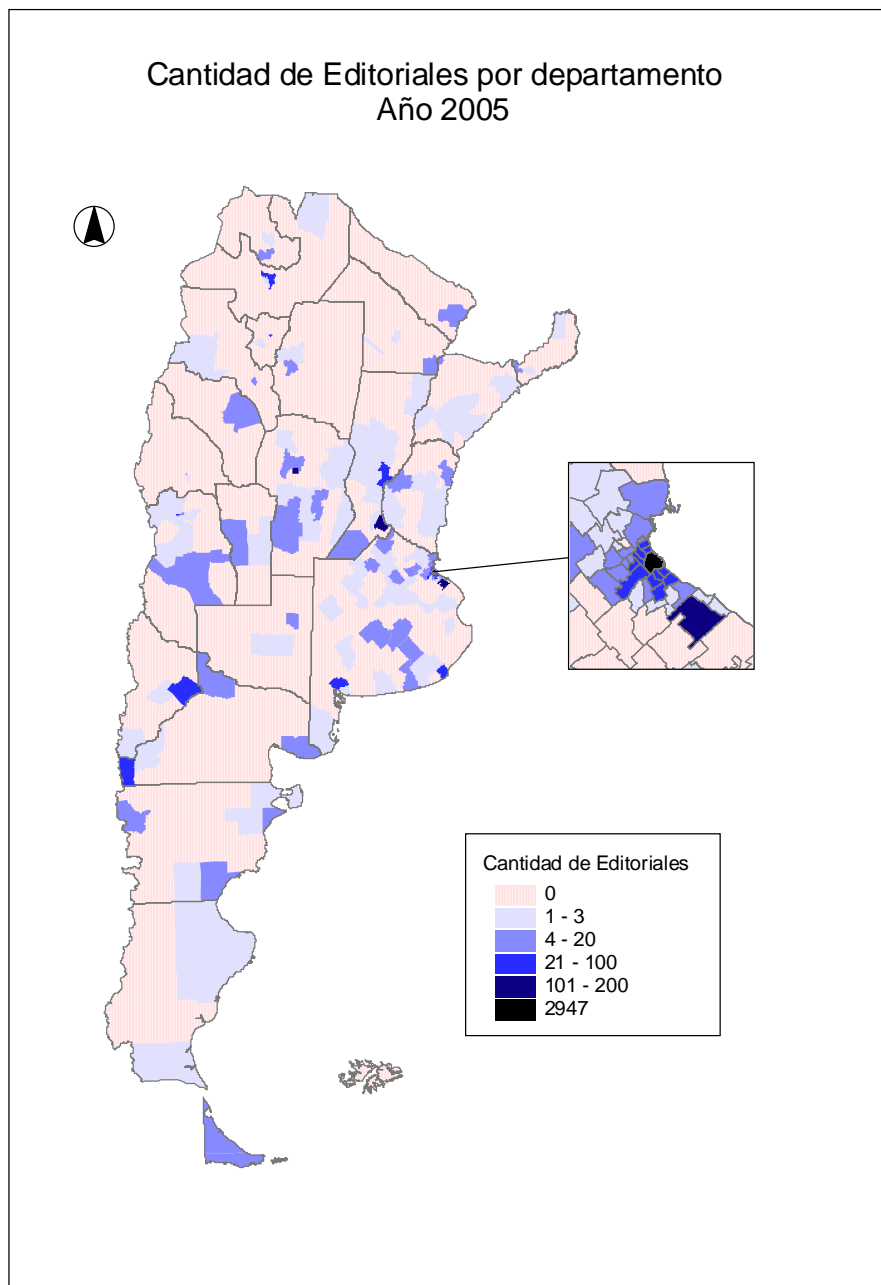 Cantidad de Editoriales por departamento
Año 2005
Cantidad de Editoriales
0
1 - 3
4 - 20
21 - 100
101 - 200
2947